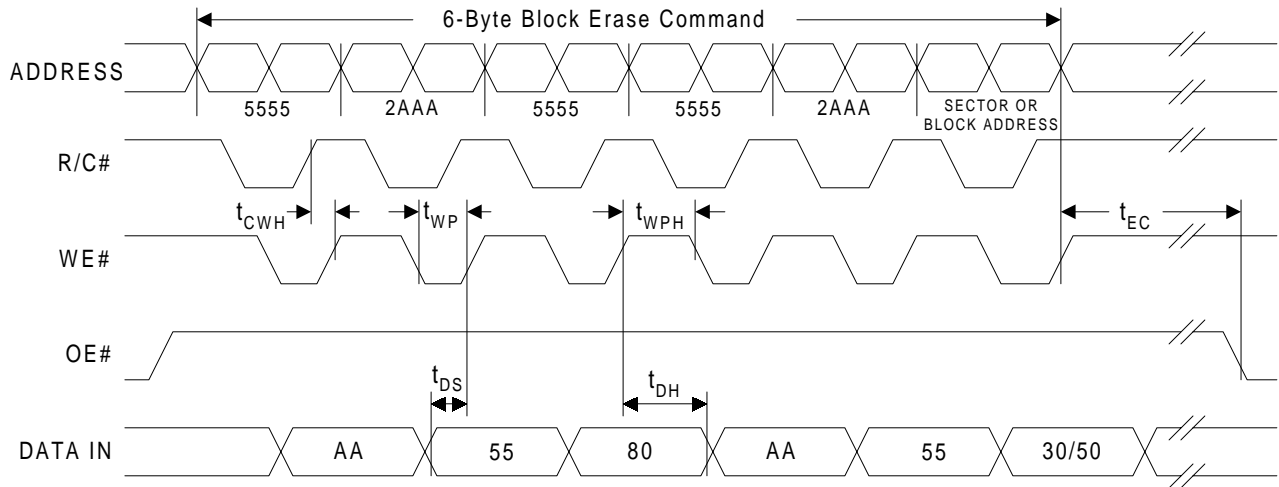 6-Byte Block Erase Command
ADDRESS
5555 2AAA 5555 5555 2AAA SECTOR OR BLOCK ADDRESS
R/C#
tCWH tWP tWPH tEC
WE#
OE#
tDS tDH
DATA IN AA 55 80 AA 55 30/50